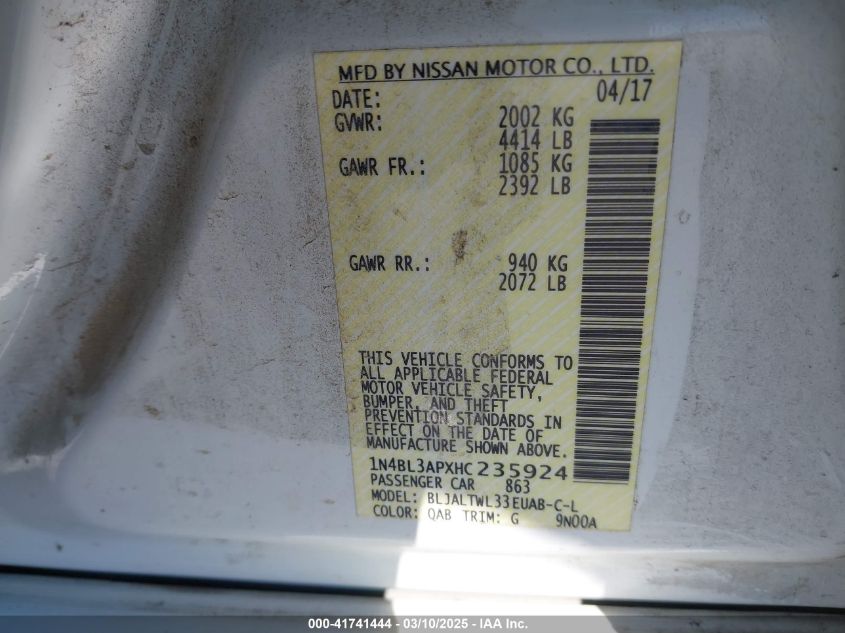 MFD BY NISSAN MOTOR CO., LTD.
DATE: 04/17
GVWR: 2002 KG
4414 LB
GAWR FR.: 1085 KG
2392 LB
GAWR RR.: 940 KG
2072 LB
THIS VEHICLE CONFORMS TO
ALL APPLICABLE FEDERAL
MOTOR VEHICLE SAFETY,
BUMPER, AND THEFT
PREVENTION STANDARDS IN
EFFECT ON THE DATE OF
MANUFACTURE SHOWN ABOVE.
1N4BL3APXHC235924
PASSENGER CAR 863
MODEL: BLJALTWL33EUAB-C-L
COLOR: QAB TRIM: G 9N00A
000-41741444 — 03/10/2025 — IAA Inc.